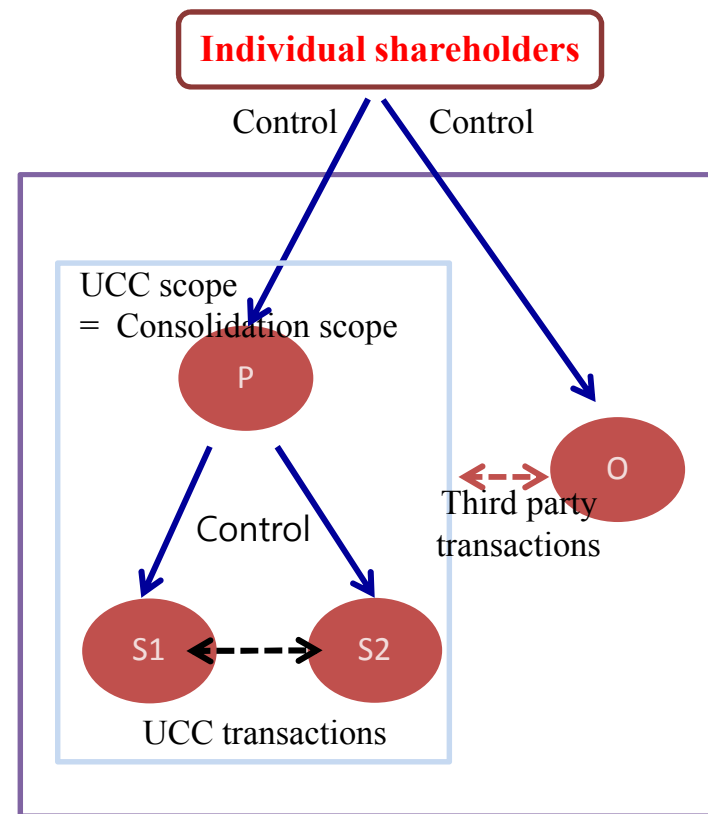 Individual shareholders
Control
Control
UCC scope
= Consolidation scope
P
O
Third party
transactions
Control
S1
S2
UCC transactions